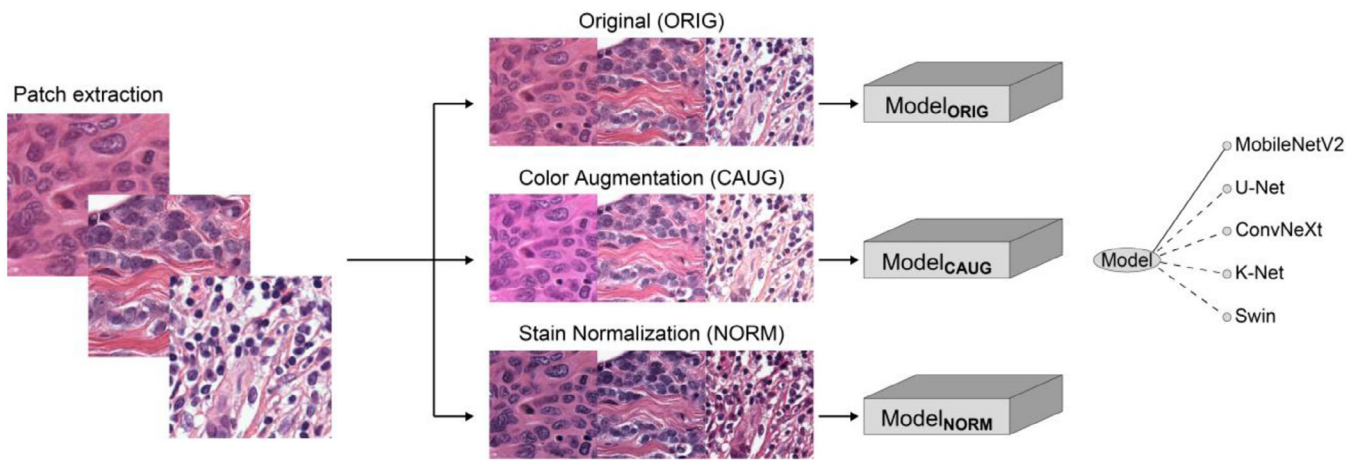 Patch extraction
Original (ORIG)
ModelORIG
Color Augmentation (CAUG)
ModelCAUG
Stain Normalization (NORM)
ModelNORM
Model
MobileNetV2
U-Net
ConvNeXt
K-Net
Swin